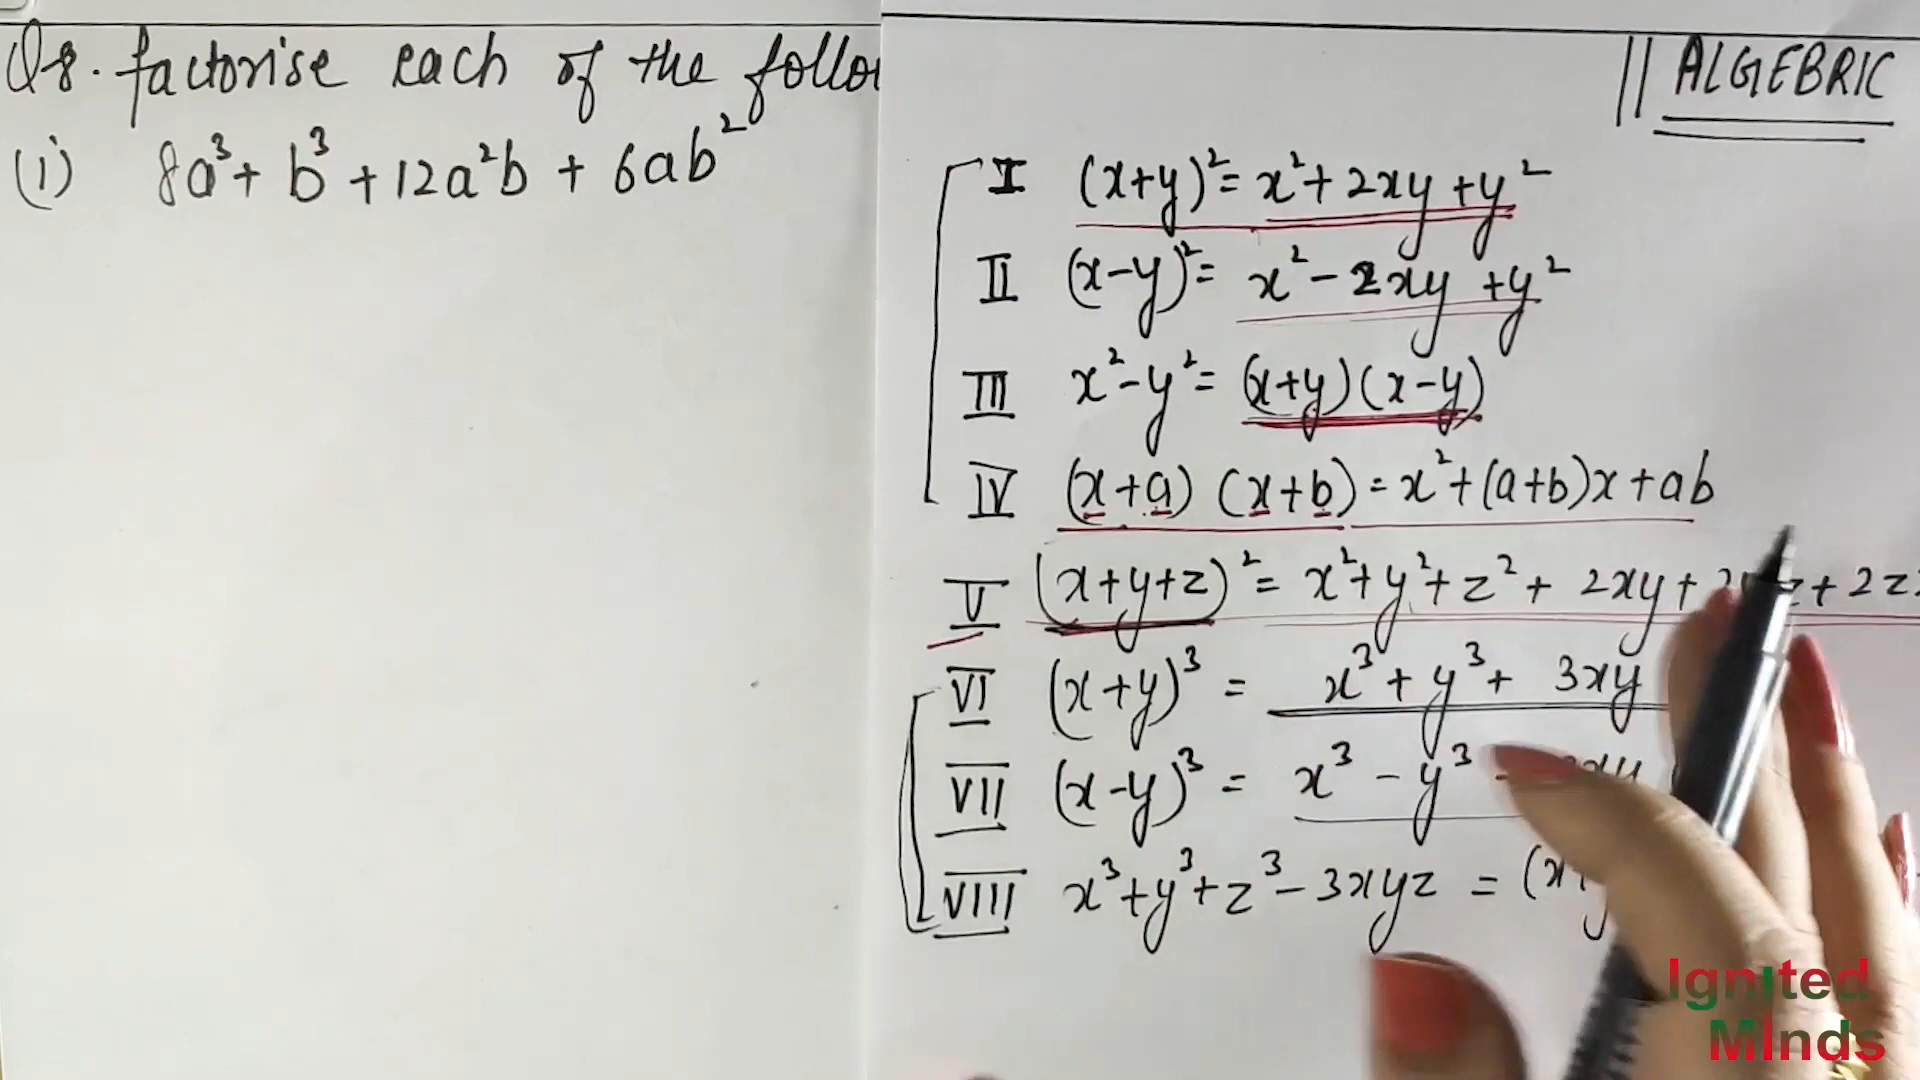 Q8. factorise each of the follo
(i) 8a³ + b³ + 12a²b + 6ab²
|| ALGEBRIC
I (x+y)² = x² + 2xy + y²
II (x-y)² = x² - 2xy + y²
III x² - y² = (x+y)(x-y)
IV (x+a) (x+b) = x² + (a+b)x + ab
V (x+y+z)² = x² + y² + z² + 2xy + + 2z
VI (x+y)³ = x³ + y³ + 3xy
VII (x-y)³ = x³ - y³ -
VIII x³ + y³ + z³ - 3xyz = (x
Ignited
Minds